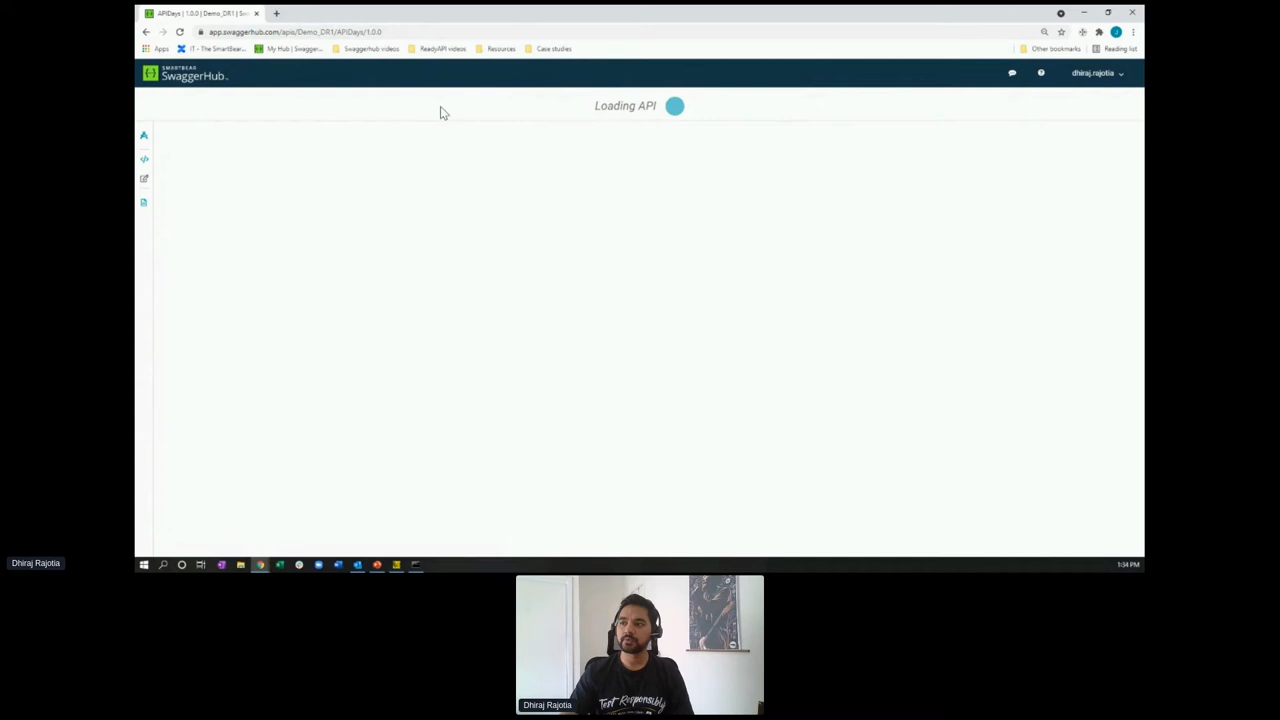 APIDays | 1.0.0 | Demo_DR1 | Sw
app.swaggerhub.com/apis/Demo_DR1/APIDays/1.0.0
Apps
IT - The SmartBear...
My Hub | Swagger...
Swaggerhub videos
ReadyAPI videos
Resources
Case studies
Other bookmarks
Reading list
SMARTBEAR
SwaggerHub
dhiraj.rajotia
Loading API
Dhiraj Rajotia
1:34 PM
Test Responsibly
Dhiraj Rajotia